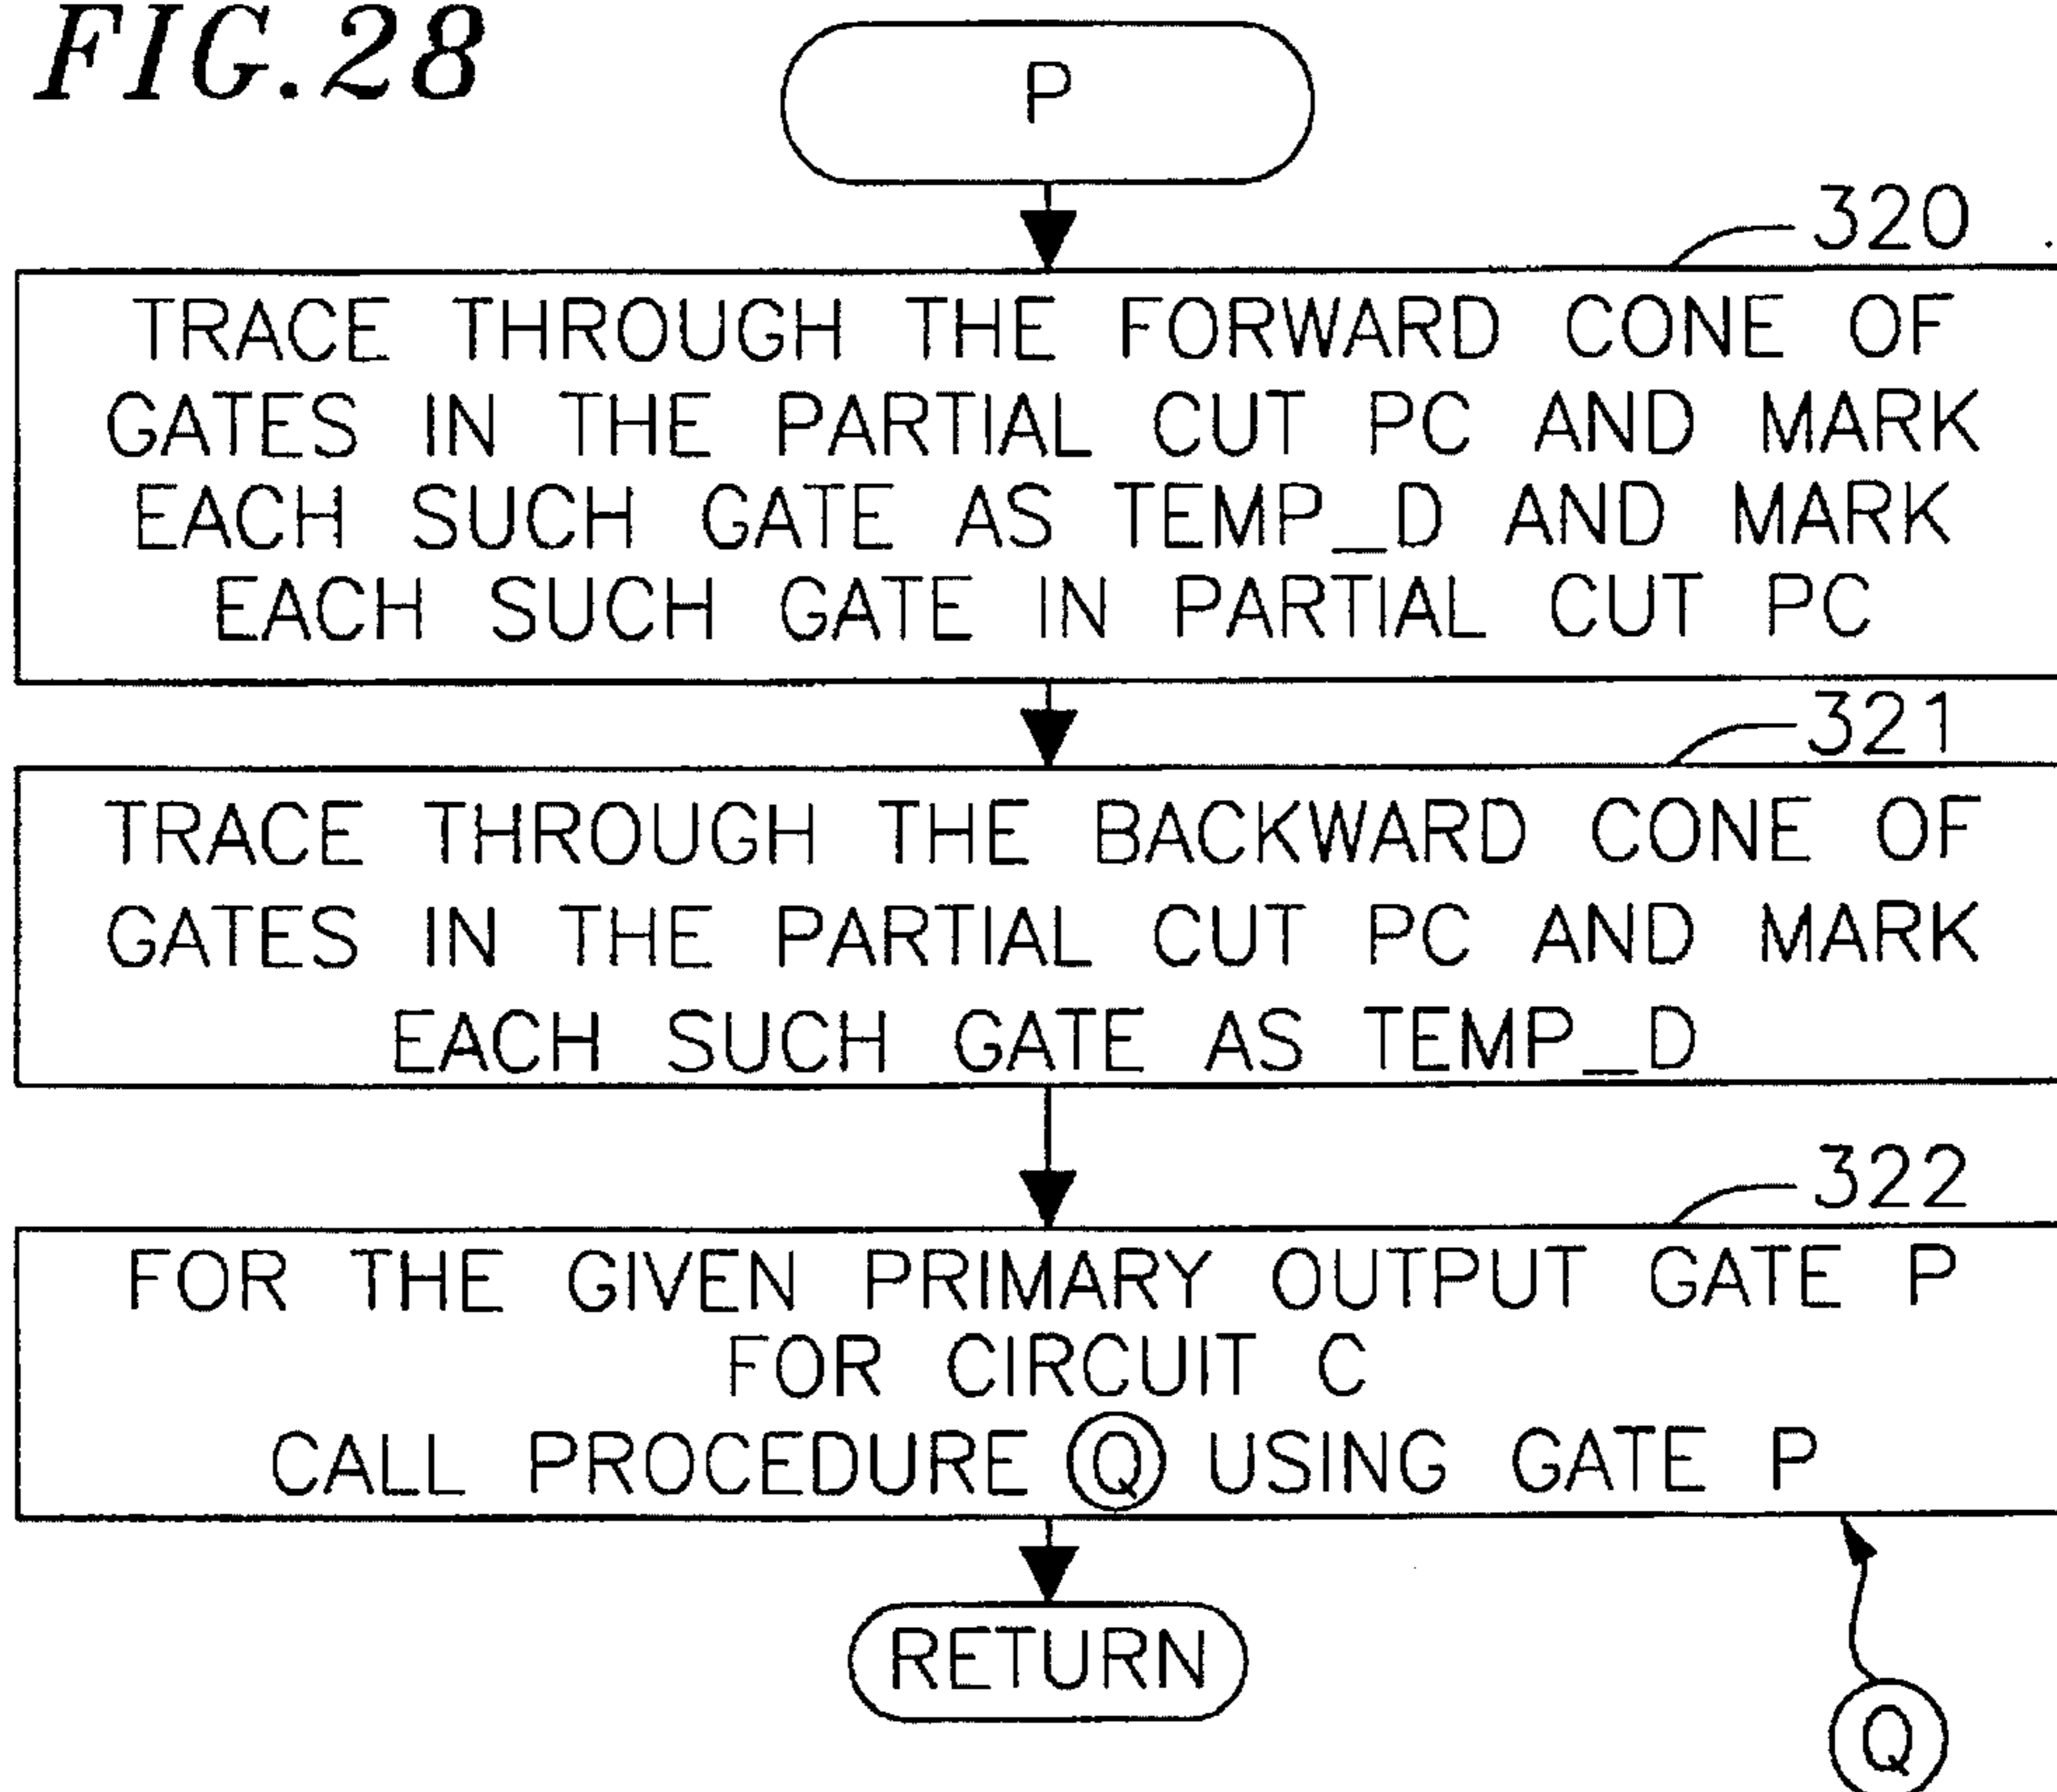 FIG.28
P
320
TRACE THROUGH THE FORWARD CONE OF
GATES IN THE PARTIAL CUT PC AND MARK
EACH SUCH GATE AS TEMP_D AND MARK
EACH SUCH GATE IN PARTIAL CUT PC
321
TRACE THROUGH THE BACKWARD CONE OF
GATES IN THE PARTIAL CUT PC AND MARK
EACH SUCH GATE AS TEMP_D
322
FOR THE GIVEN PRIMARY OUTPUT GATE P
FOR CIRCUIT C
CALL PROCEDURE Q USING GATE P
RETURN
Q